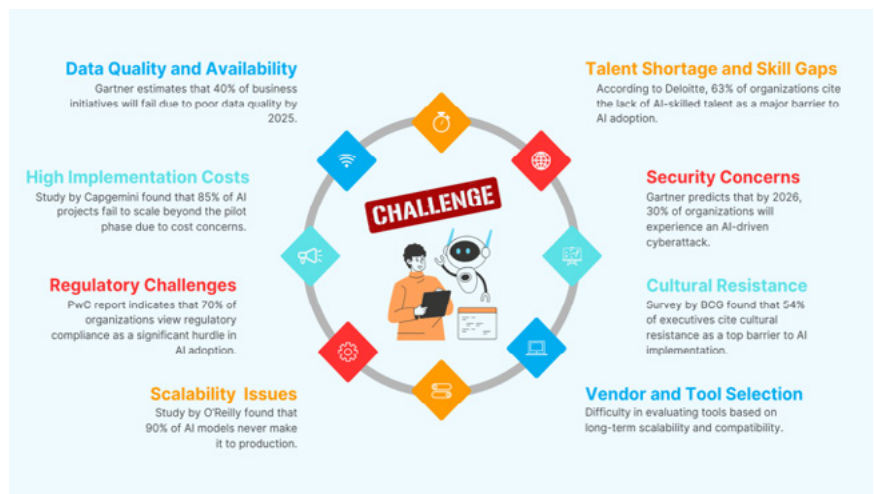 Data Quality and Availability
Gartner estimates that 40% of business
initiatives will fail due to poor data quality by
2025.
High Implementation Costs
Study by Capgemini found that 85% of AI
projects fail to scale beyond the pilot
phase due to cost concerns.
Regulatory Challenges
PwC report indicates that 70% of
organizations view regulatory
compliance as a significant hurdle in
AI adoption.
Scalability Issues
Study by O'Reilly found that
90% of AI models never make
it to production.
CHALLENGE
Talent Shortage and Skill Gaps
According to Deloitte, 63% of organizations cite
the lack of AI-skilled talent as a major barrier to
AI adoption.
Security Concerns
Gartner predicts that by 2026,
30% of organizations will
experience an AI-driven
cyberattack.
Cultural Resistance
Survey by BCG found that 54%
of executives cite cultural
resistance as a top barrier to AI
implementation.
Vendor and Tool Selection
Difficulty in evaluating tools based on
long-term scalability and compatibility.